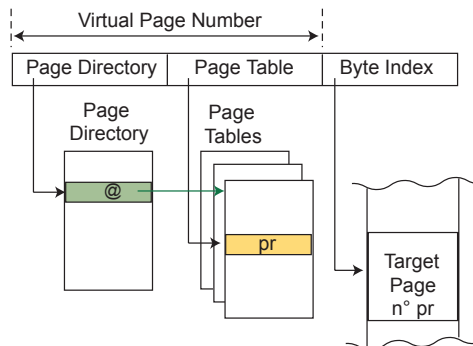 Virtual Page Number
Page Directory
Page Table
Byte Index
Page
Directory
Page
Tables
@
pr
Target
Page
n° pr